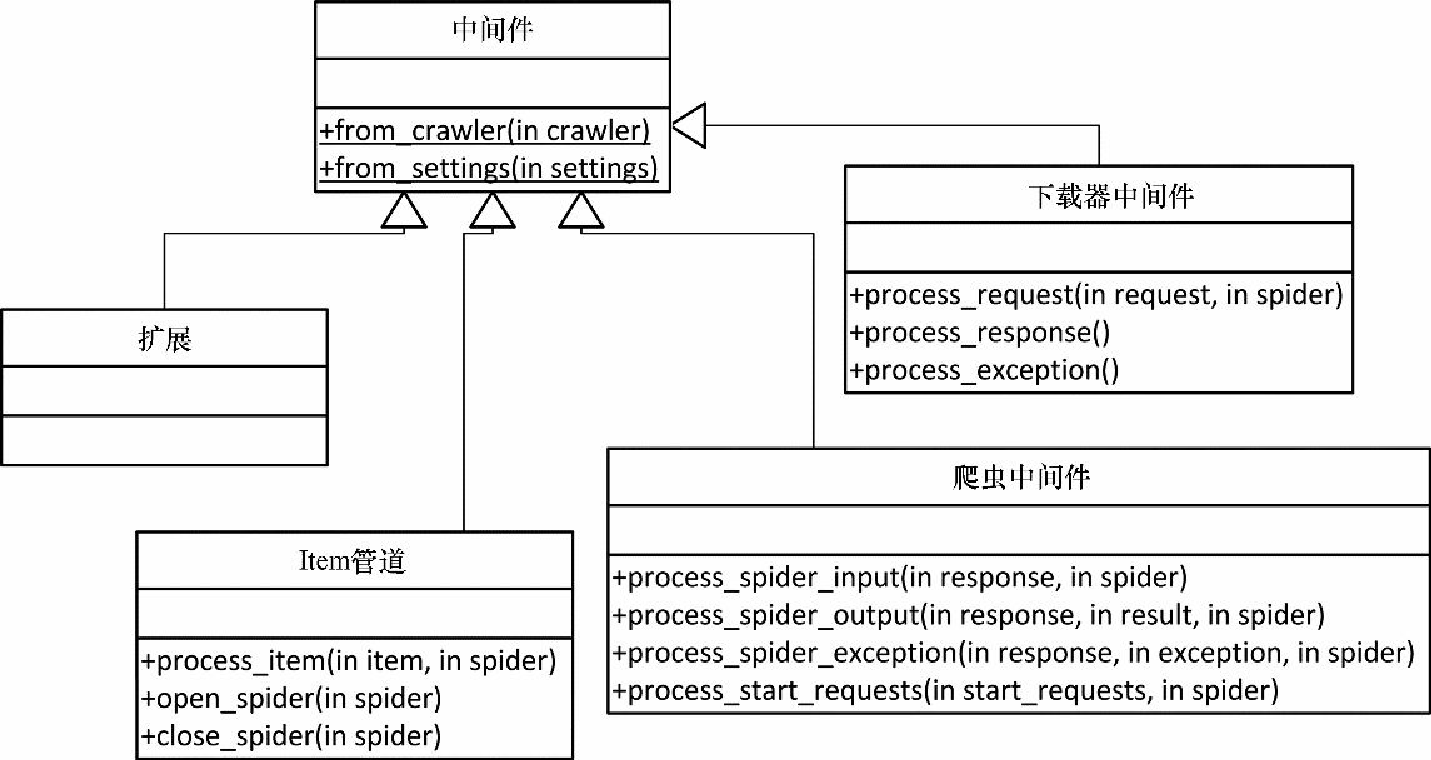 中间件
+from_crawler(in crawler)
+from_settings(in settings)
下载器中间件
+process_request(in request, in spider)
+process_response()
+process_exception()
扩展
爬虫中间件
+process_spider_input(in response, in spider)
+process_spider_output(in response, in result, in spider)
+process_spider_exception(in response, in exception, in spider)
+process_start_requests(in start_requests, in spider)
Item管道
+process_item(in item, in spider)
+open_spider(in spider)
+close_spider(in spider)